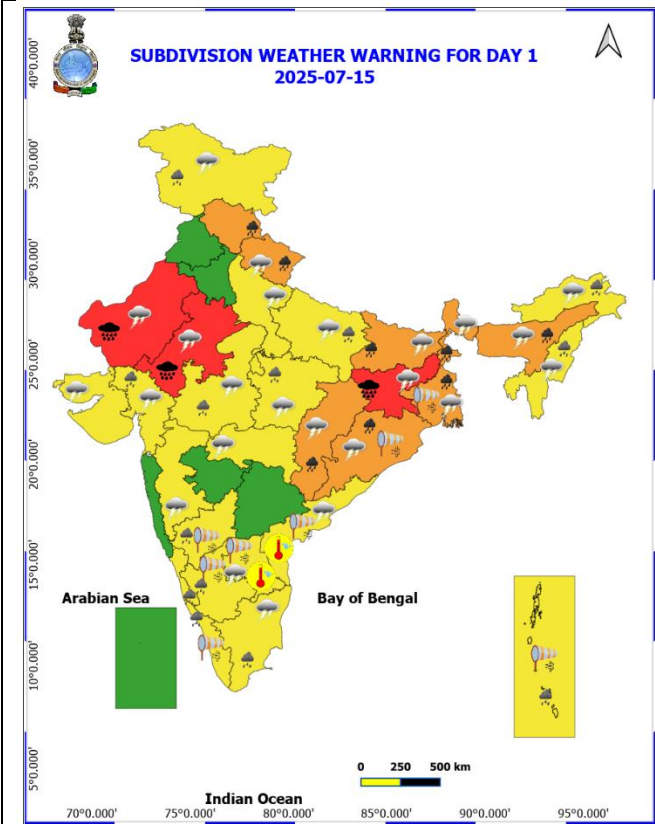 SUBDIVISION WEATHER WARNING FOR DAY 1
2025-07-15
40°0.000'
35°0.000'
30°0.000'
25°0.000'
20°0.000'
15°0.000'
10°0.000'
5°0.000'
Arabian Sea
Bay of Bengal
0 250 500 km
Indian Ocean
70°0.000' 75°0.000' 80°0.000' 85°0.000' 90°0.000' 95°0.000'